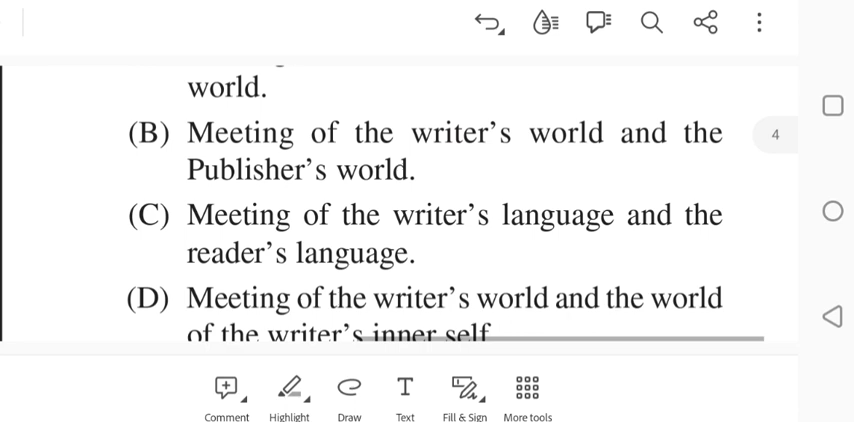 world.
(B) Meeting of the writer's world and the
Publisher's world.
4
(C) Meeting of the writer's language and the
reader's language.
(D) Meeting of the writer's world and the world
of the writer's inner self
Comment Highlight Draw Text Fill & Sign More tools